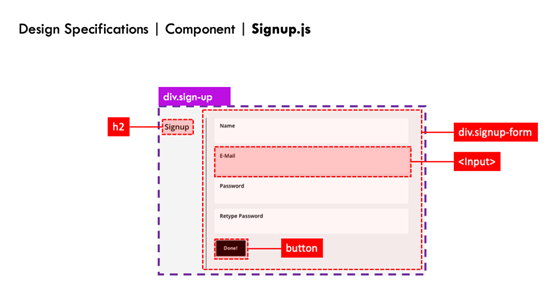 Design Specifications | Component | Signup.js
div.sign-up
h2
Signup
Name
div.signup-form
E-Mail
<Input>
Password
Retype Password
Done!
button